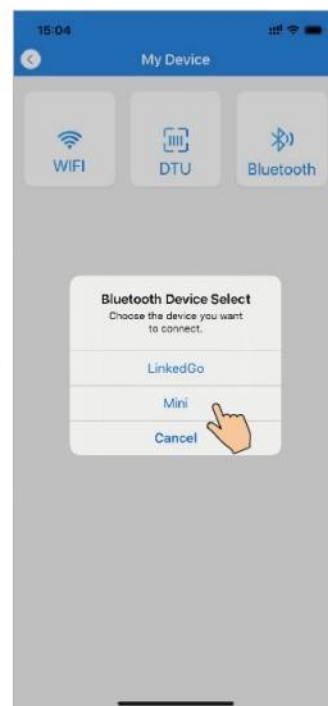 15:04
My Device
WIFI
DTU
Bluetooth
Bluetooth Device Select
Choose the device you want
to connect.
LinkedGo
Mini
Cancel